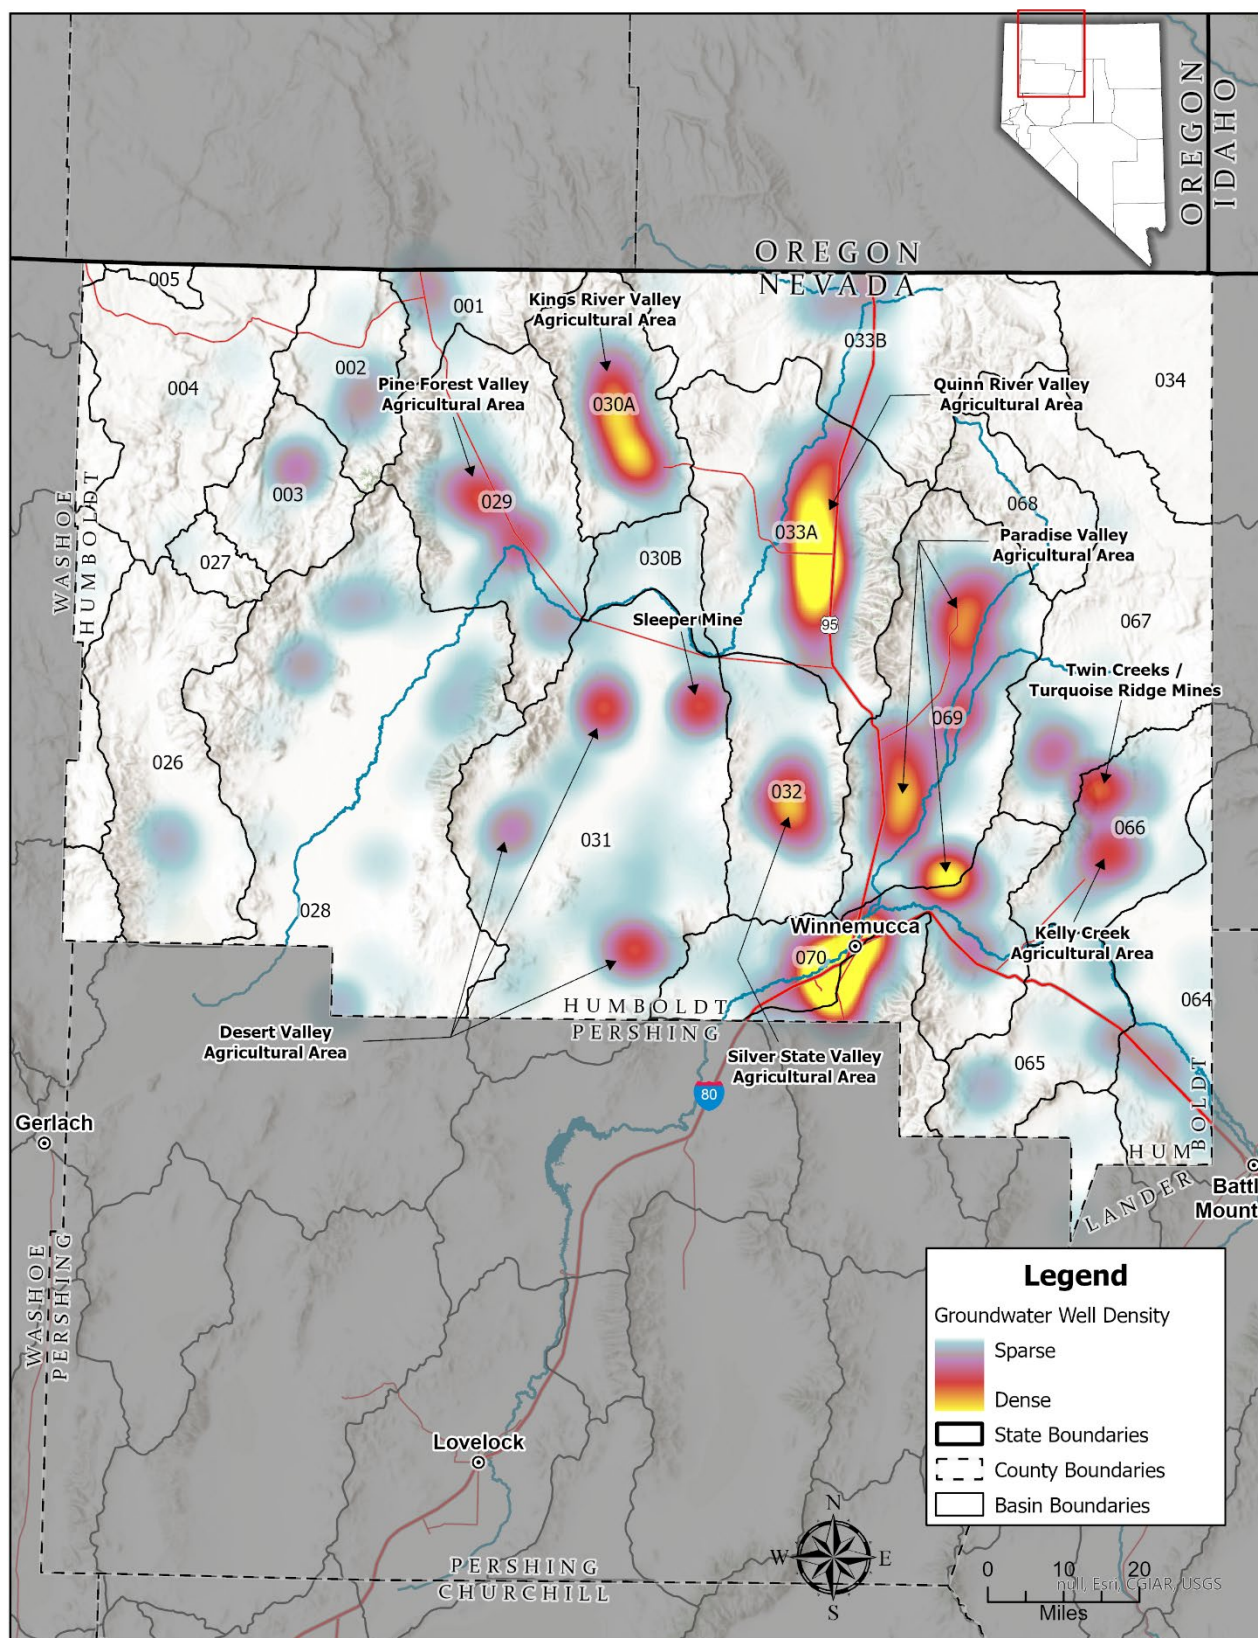 OREGON
IDAHO
OREGON
NEVADA
005
001
Kings River Valley
Agricultural Area
033B
002
034
004
Pine Forest Valley
Agricultural Area
Quinn River Valley
Agricultural Area
030A
WASHOE
HUMBOLDT
003
029
068
033A
Paradise Valley
Agricultural Area
027
030B
Sleeper Mine
95
067
Twin Creeks /
Turquoise Ridge Mines
069
026
032
066
031
028
Winnemucca
Kelly Creek
Agricultural Area
070
064
HUMBOLDT
PERSHING
Desert Valley
Agricultural Area
Silver State Valley
Agricultural Area
065
80
HUM
BOLDT
Gerlach
LANDER
Battl
Mount
WASHOE
PERSHING
Legend
Groundwater Well Density
Sparse
Dense
State Boundaries
County Boundaries
Basin Boundaries
Lovelock
N
W E
S
PERSHING
CHURCHILL
0 10 20
null, Esri, CGIAR, USGS
Miles